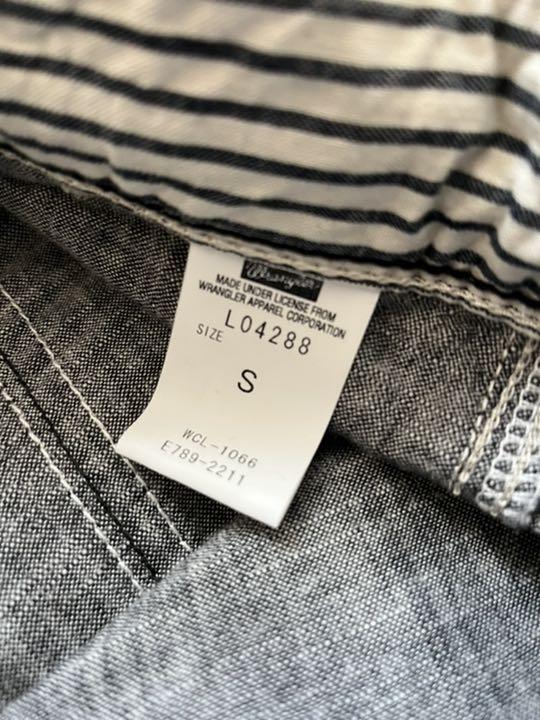 Wrangler
MADE UNDER LICENSE FROM
WRANGLER APPAREL CORPORATION
L04288
SIZE
S
WCL-1066
E789-2211